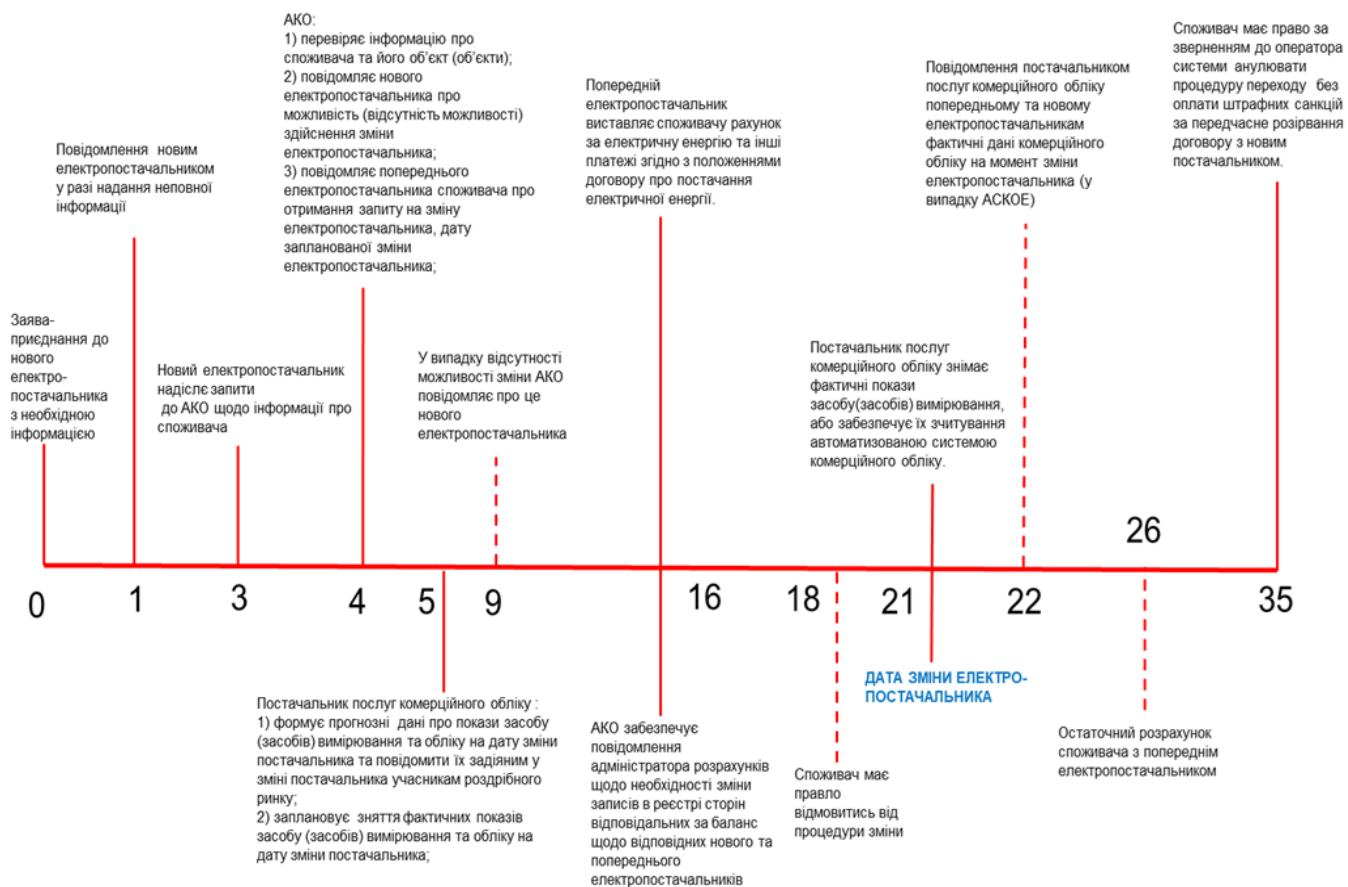 АКО:
1) перевіряє інформацію про
споживача та його об’єкт (об’єкти);
2) повідомляє нового
електропостачальника про
можливість (відсутність можливості)
здійснення зміни
електропостачальника;
3) повідомляє попереднього
електропостачальника споживача про
отримання запиту на зміну
електропостачальника, дату
запланованої зміни
електропостачальника;
Споживач має право за
зверненням до оператора
системи анулювати
процедуру переходу без
оплати штрафних санкцій
за передчасне розірвання
договору з новим
постачальником.
Повідомлення постачальником
послуг комерційного обліку
попередньому та новому
електропостачальникам
фактичні дані комерційного
обліку на момент зміни
електропостачальника (у
випадку АСКОЕ)
Попередній
електропостачальник
виставляє споживачу рахунок
за електричну енергію та інші
платежі згідно з положеннями
договору про постачання
електричної енергії.
Повідомлення новим
електропостачальником
у разі надання неповної
інформації
Заява-
приєднання до
нового
електро-
постачальника
з необхідною
інформацією
Новий електропостачальник
надіслє запити
до АКО щодо інформації про
споживача
У випадку відсутності
можливості зміни АКО
повідомляє про це
нового
електропостачальника
Постачальник послуг
комерційного обліку знімає
фактичні покази
засобу(засобів) вимірювання,
або забезпечує їх зчитування
автоматизованою системою
комерційного обліку.
26
0 1 3 4 5 9 16 18 21 22 35
ДАТА ЗМІНИ ЕЛЕКТРО-
ПОСТАЧАЛЬНИКА
Постачальник послуг комерційного обліку :
1) формує прогнозні дані про покази засобу
(засобів) вимірювання та обліку на дату зміни
постачальника та повідомити їх задіяним у
зміні постачальника учасникам роздрібного
ринку;
2) заплановує зняття фактичних показів
засобу (засобів) вимірювання та обліку на
дату зміни постачальника;
АКО забезпечує
повідомлення
адміністратора розрахунків
щодо необхідності зміни
записів в реєстрі сторін
відповідальних за баланс
щодо відповідних нового та
попереднього
електропостачальників
Споживач має
правло
відмовитись від
процедури зміни
Остаточний розрахунок
споживача з попереднім
електропостачальником